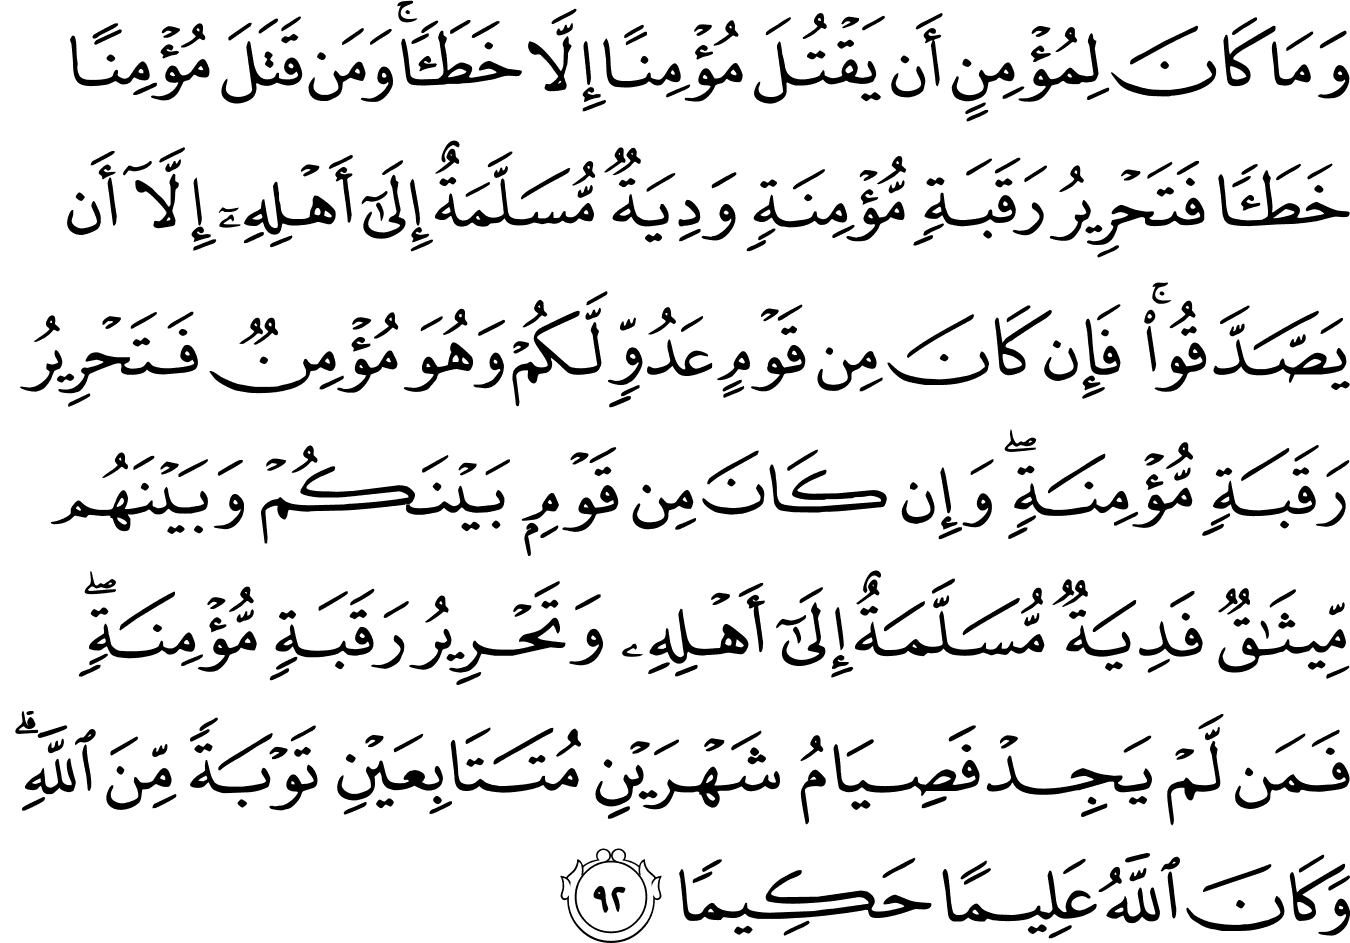 وَمَا كَانَ لِمُؤْمِنٍ أَن يَقْتُلَ مُؤْمِنًا إِلَّا خَطَـًٔا ۚ وَمَن قَتَلَ مُؤْمِنًا
خَطَـًٔا فَتَحْرِيرُ رَقَبَةٍ مُّؤْمِنَةٍ وَدِيَةٌ مُّسَلَّمَةٌ إِلَىٰٓ أَهْلِهِۦٓ إِلَّآ أَن
يَصَّدَّقُوا۟ ۚ فَإِن كَانَ مِن قَوْمٍ عَدُوٍّ لَّكُمْ وَهُوَ مُؤْمِنٌ فَتَحْرِيرُ
رَقَبَةٍ مُّؤْمِنَةٍ ۖ وَإِن كَانَ مِن قَوْمٍۭ بَيْنَكُمْ وَبَيْنَهُم
مِّيثَـٰقٌ فَدِيَةٌ مُّسَلَّمَةٌ إِلَىٰٓ أَهْلِهِۦ وَتَحْرِيرُ رَقَبَةٍ مُّؤْمِنَةٍ ۖ
فَمَن لَّمْ يَجِدْ فَصِيَامُ شَهْرَيْنِ مُتَتَابِعَيْنِ تَوْبَةً مِّنَ ٱللَّهِ ۗ
وَكَانَ ٱللَّهُ عَلِيمًا حَكِيمًا ٩٢